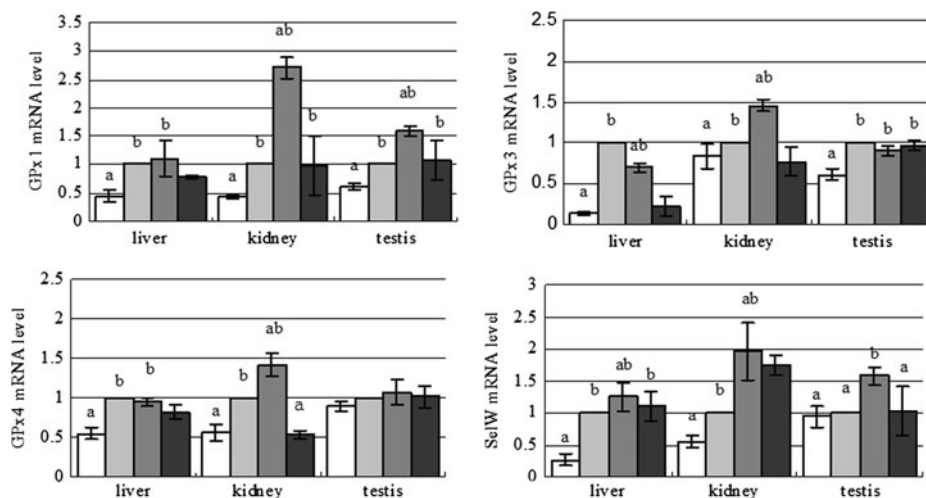 GPx 1 mRNA level
3.5
3
2.5
2
1.5
1
0.5
0
a b b
a b ab b
a b ab b
liver kidney testis
GPx 3 mRNA level
2.5
2
1.5
1
0.5
0
a b ab
a b ab
a b b b
liver kidney testis
GPx4 mRNA level
2.5
2
1.5
1
0.5
0
a b b
a b ab a
liver kidney testis
SelW mRNA level
3
2.5
2
1.5
1
0.5
0
a b ab b
a b ab
a a b a
liver kidney testis